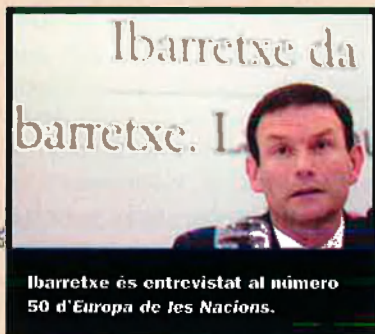 Ibarretxe da
barretxe. L
Ibarretxe és entrevistat al número
50 d'Europa de les Nacions.